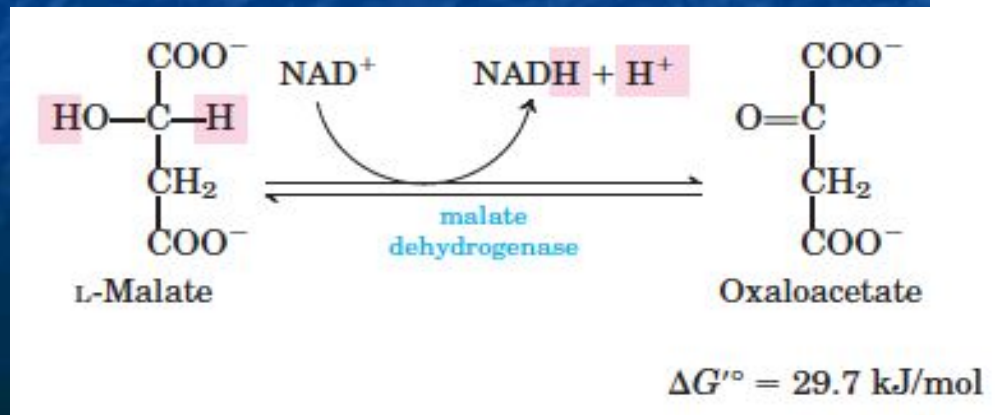 COO⁻
HO—C—H
CH₂
COO⁻
L-Malate
NAD⁺
NADH + H⁺
malate
dehydrogenase
COO⁻
O=C
CH₂
COO⁻
Oxaloacetate
ΔG′° = 29.7 kJ/mol